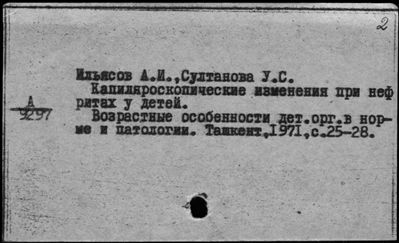 2
Ильясов А.И.,Султанова У.С.
Капиляроскопические изменения при неф
ритах у детей.
А
9297
Возрастные особенности дет.орг.в нор-
ме и патологии. Ташкент,1971,с.25-28.